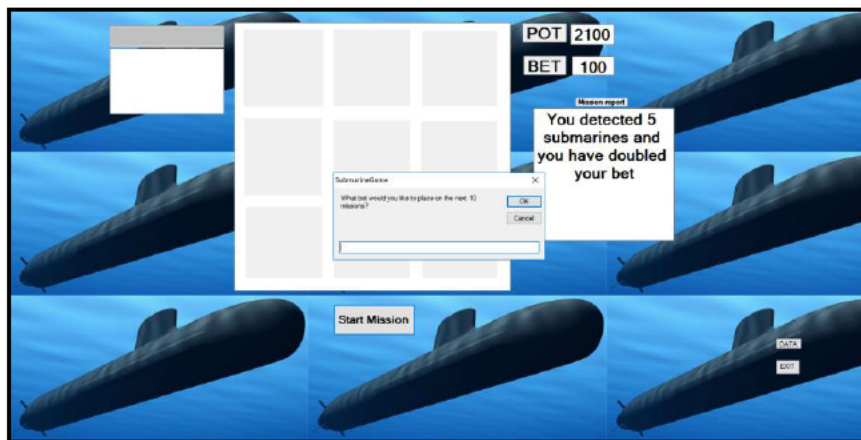 POT 2100
BET 100
Mission report
You detected 5
submarines and
you have doubled
your bet
SubmarineGame
What bet would you like to place on the next 10
missions?
OK
Cancel
Start Mission
DATA
EXIT